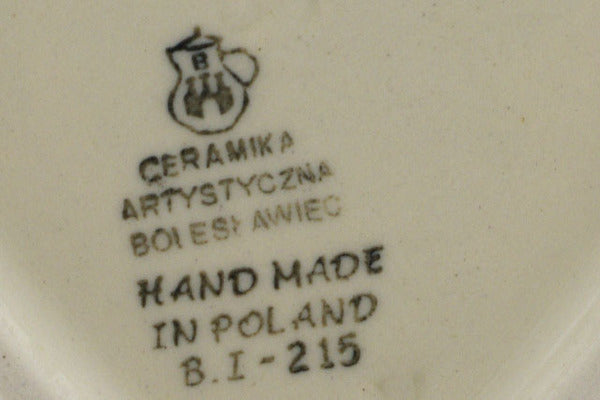 B
CERAMIKA
ARTYSTYCZNA
BOLESŁAWIEC
HAND MADE
IN POLAND
B.I-215